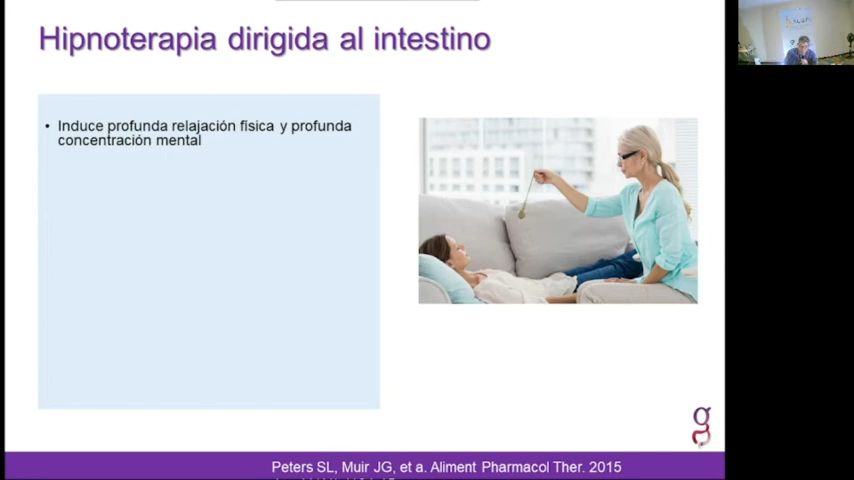 Hipnoterapia dirigida al intestino
• Induce profunda relajación física y profunda
concentración mental
Peters SL, Muir JG, et a. Aliment Pharmacol Ther. 2015